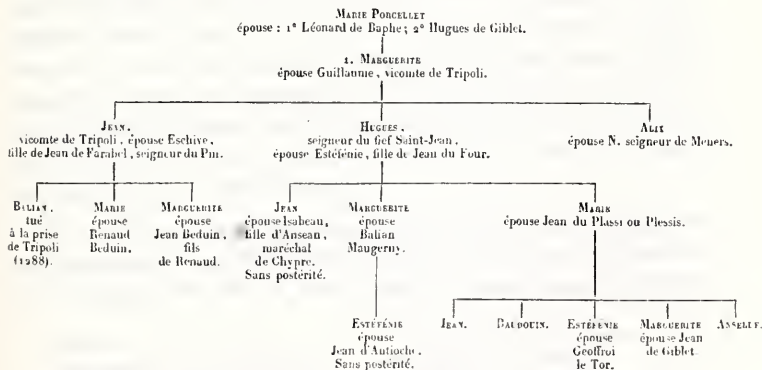 MARIE PORCELLET
épouse : 1° Léonard de Baphe ; 2° Hugues de Giblet.
1. MARGUERITE
épouse Guillaume, vicomte de Tripoli.
JEAN,
vicomte de Tripoli, épouse Eschive,
fille de Jean de Farabel, seigneur du Pui.
HUGUES,
seigneur du fief Saint-Jean,
épouse Estéfénie, fille de Jean du Four.
ALIX
épouse N. seigneur de Meners.
BALIAN,
tué
à la prise
de Tripoli
(1288).
MARIE
épouse
Renaud
Beduin.
MARGUERITE
épouse
Jean Beduin,
fils
de Renaud.
JEAN
épouse Isabeau,
fille d'Anseau,
maréchal
de Chypre.
Sans postérité.
MARGUERITE
épouse
Balian
Maugerny.
MARIE
épouse Jean du Plassi ou Plessis.
ESTÉFÉNIE
épouse
Jean d'Antioche.
Sans postérité.
JEAN.
BAUDOUIN.
ESTÉFÉNIE
épouse
Geoffroi
le Tor.
MARGUERITE
épouse Jean
de Giblet.
ANSELLE.